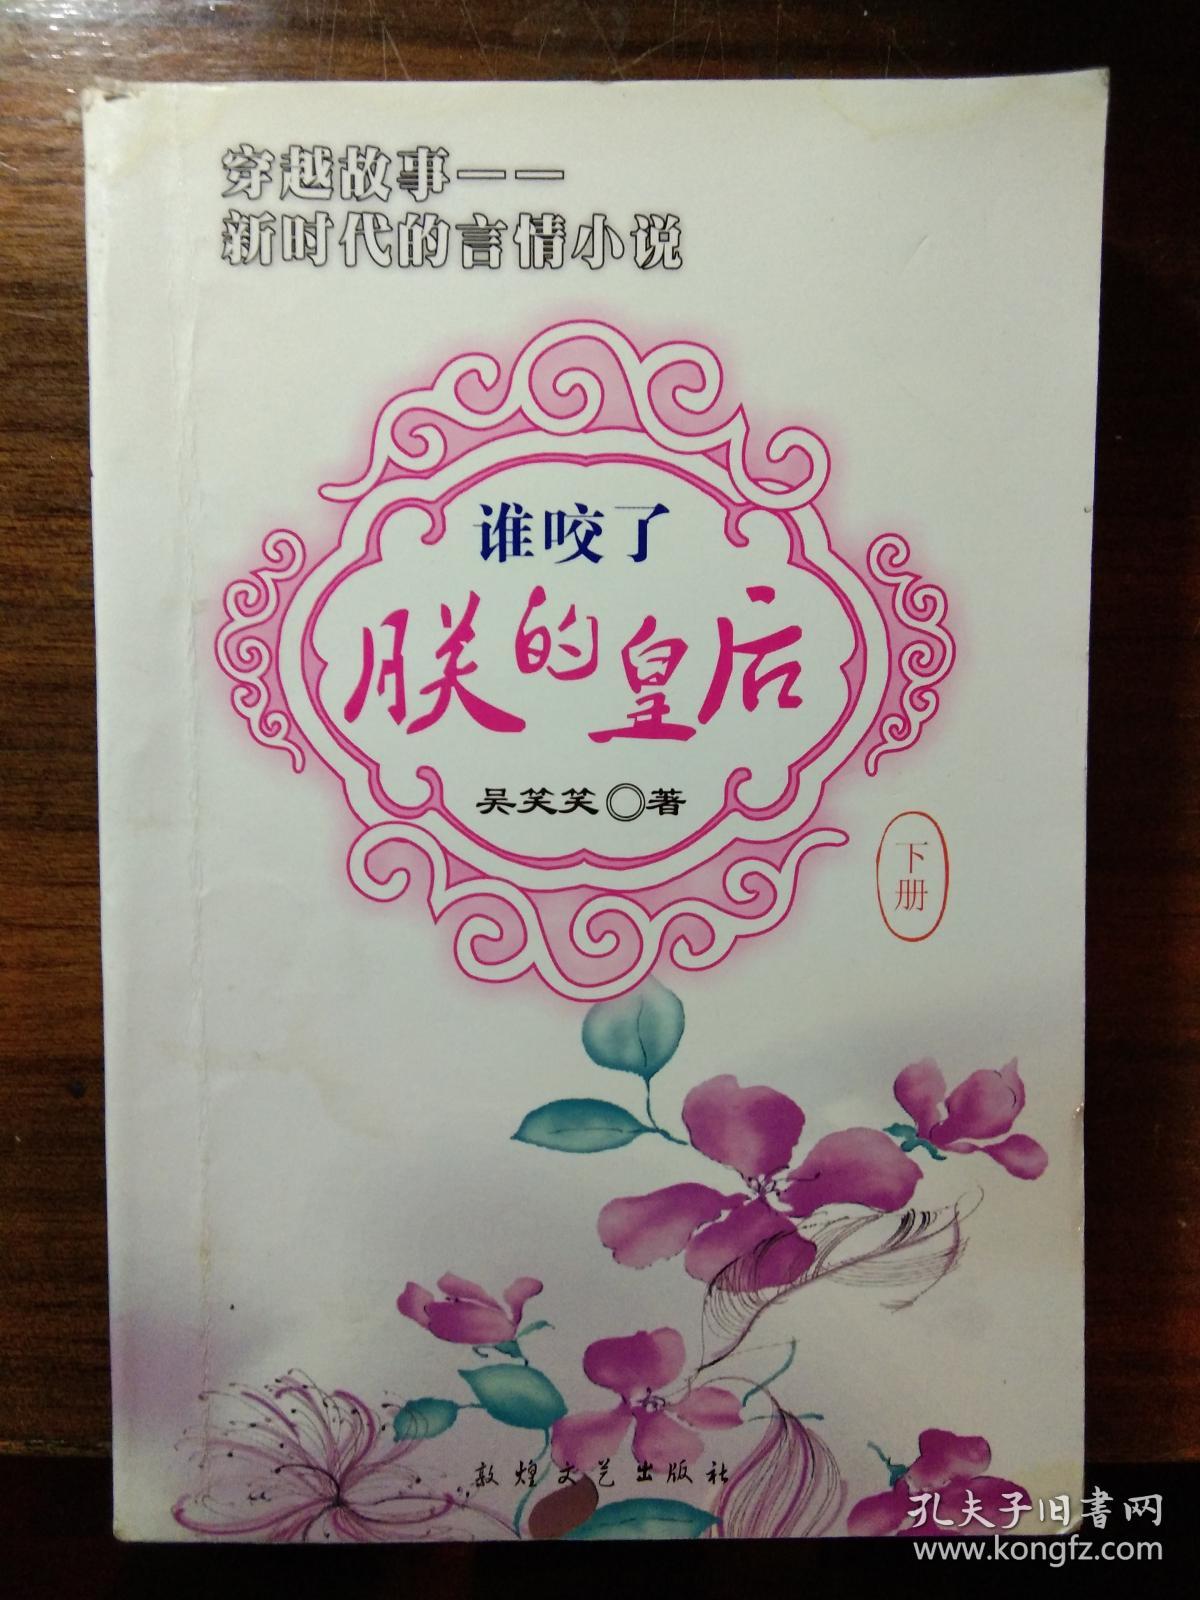 穿越故事——
新时代的言情小说
谁咬了
朕的皇后
吴笑笑◎著
下册
敦煌文艺出版社
孔夫子旧書网
www.kongfz.com